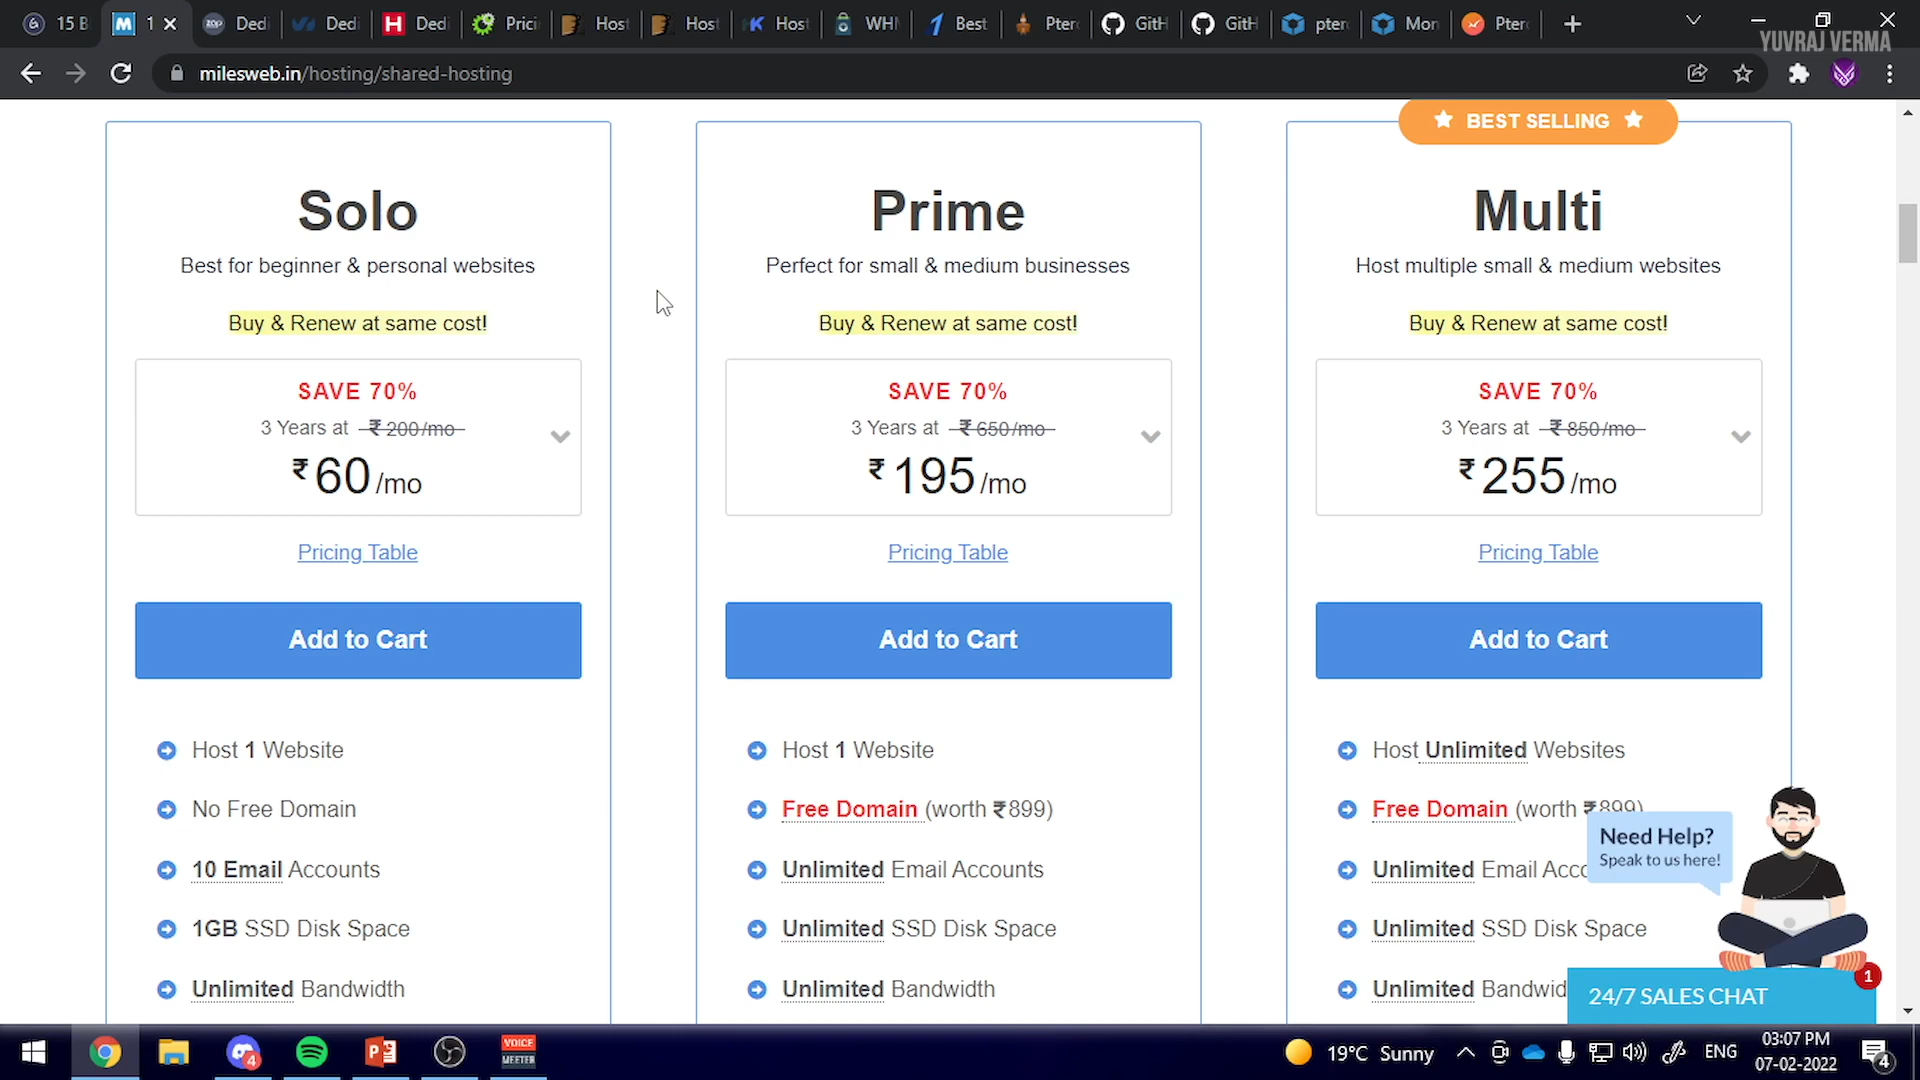 15 B
1
Dedi
Dedi
Dedi
Prici
Host
Host
Host
WHM
Best
Ptero
GitH
GitH
ptero
Mon
Ptero
YUVRAJ VERMA
milesweb.in/hosting/shared-hosting
BEST SELLING
Solo
Best for beginner & personal websites
Buy & Renew at same cost!
SAVE 70%
3 Years at ₹200/mo
₹60/mo
Pricing Table
Add to Cart
Host 1 Website
No Free Domain
10 Email Accounts
1GB SSD Disk Space
Unlimited Bandwidth
Prime
Perfect for small & medium businesses
Buy & Renew at same cost!
SAVE 70%
3 Years at ₹650/mo
₹195/mo
Pricing Table
Add to Cart
Host 1 Website
Free Domain (worth ₹899)
Unlimited Email Accounts
Unlimited SSD Disk Space
Unlimited Bandwidth
Multi
Host multiple small & medium websites
Buy & Renew at same cost!
SAVE 70%
3 Years at ₹850/mo
₹255/mo
Pricing Table
Add to Cart
Host Unlimited Websites
Free Domain (worth ₹899)
Unlimited Email Acco
Unlimited SSD Disk Space
Unlimited Bandwid
Need Help?
Speak to us here!
1
24/7 SALES CHAT
4
VOICE
MEETER
19°C Sunny
ENG
03:07 PM
07-02-2022
4